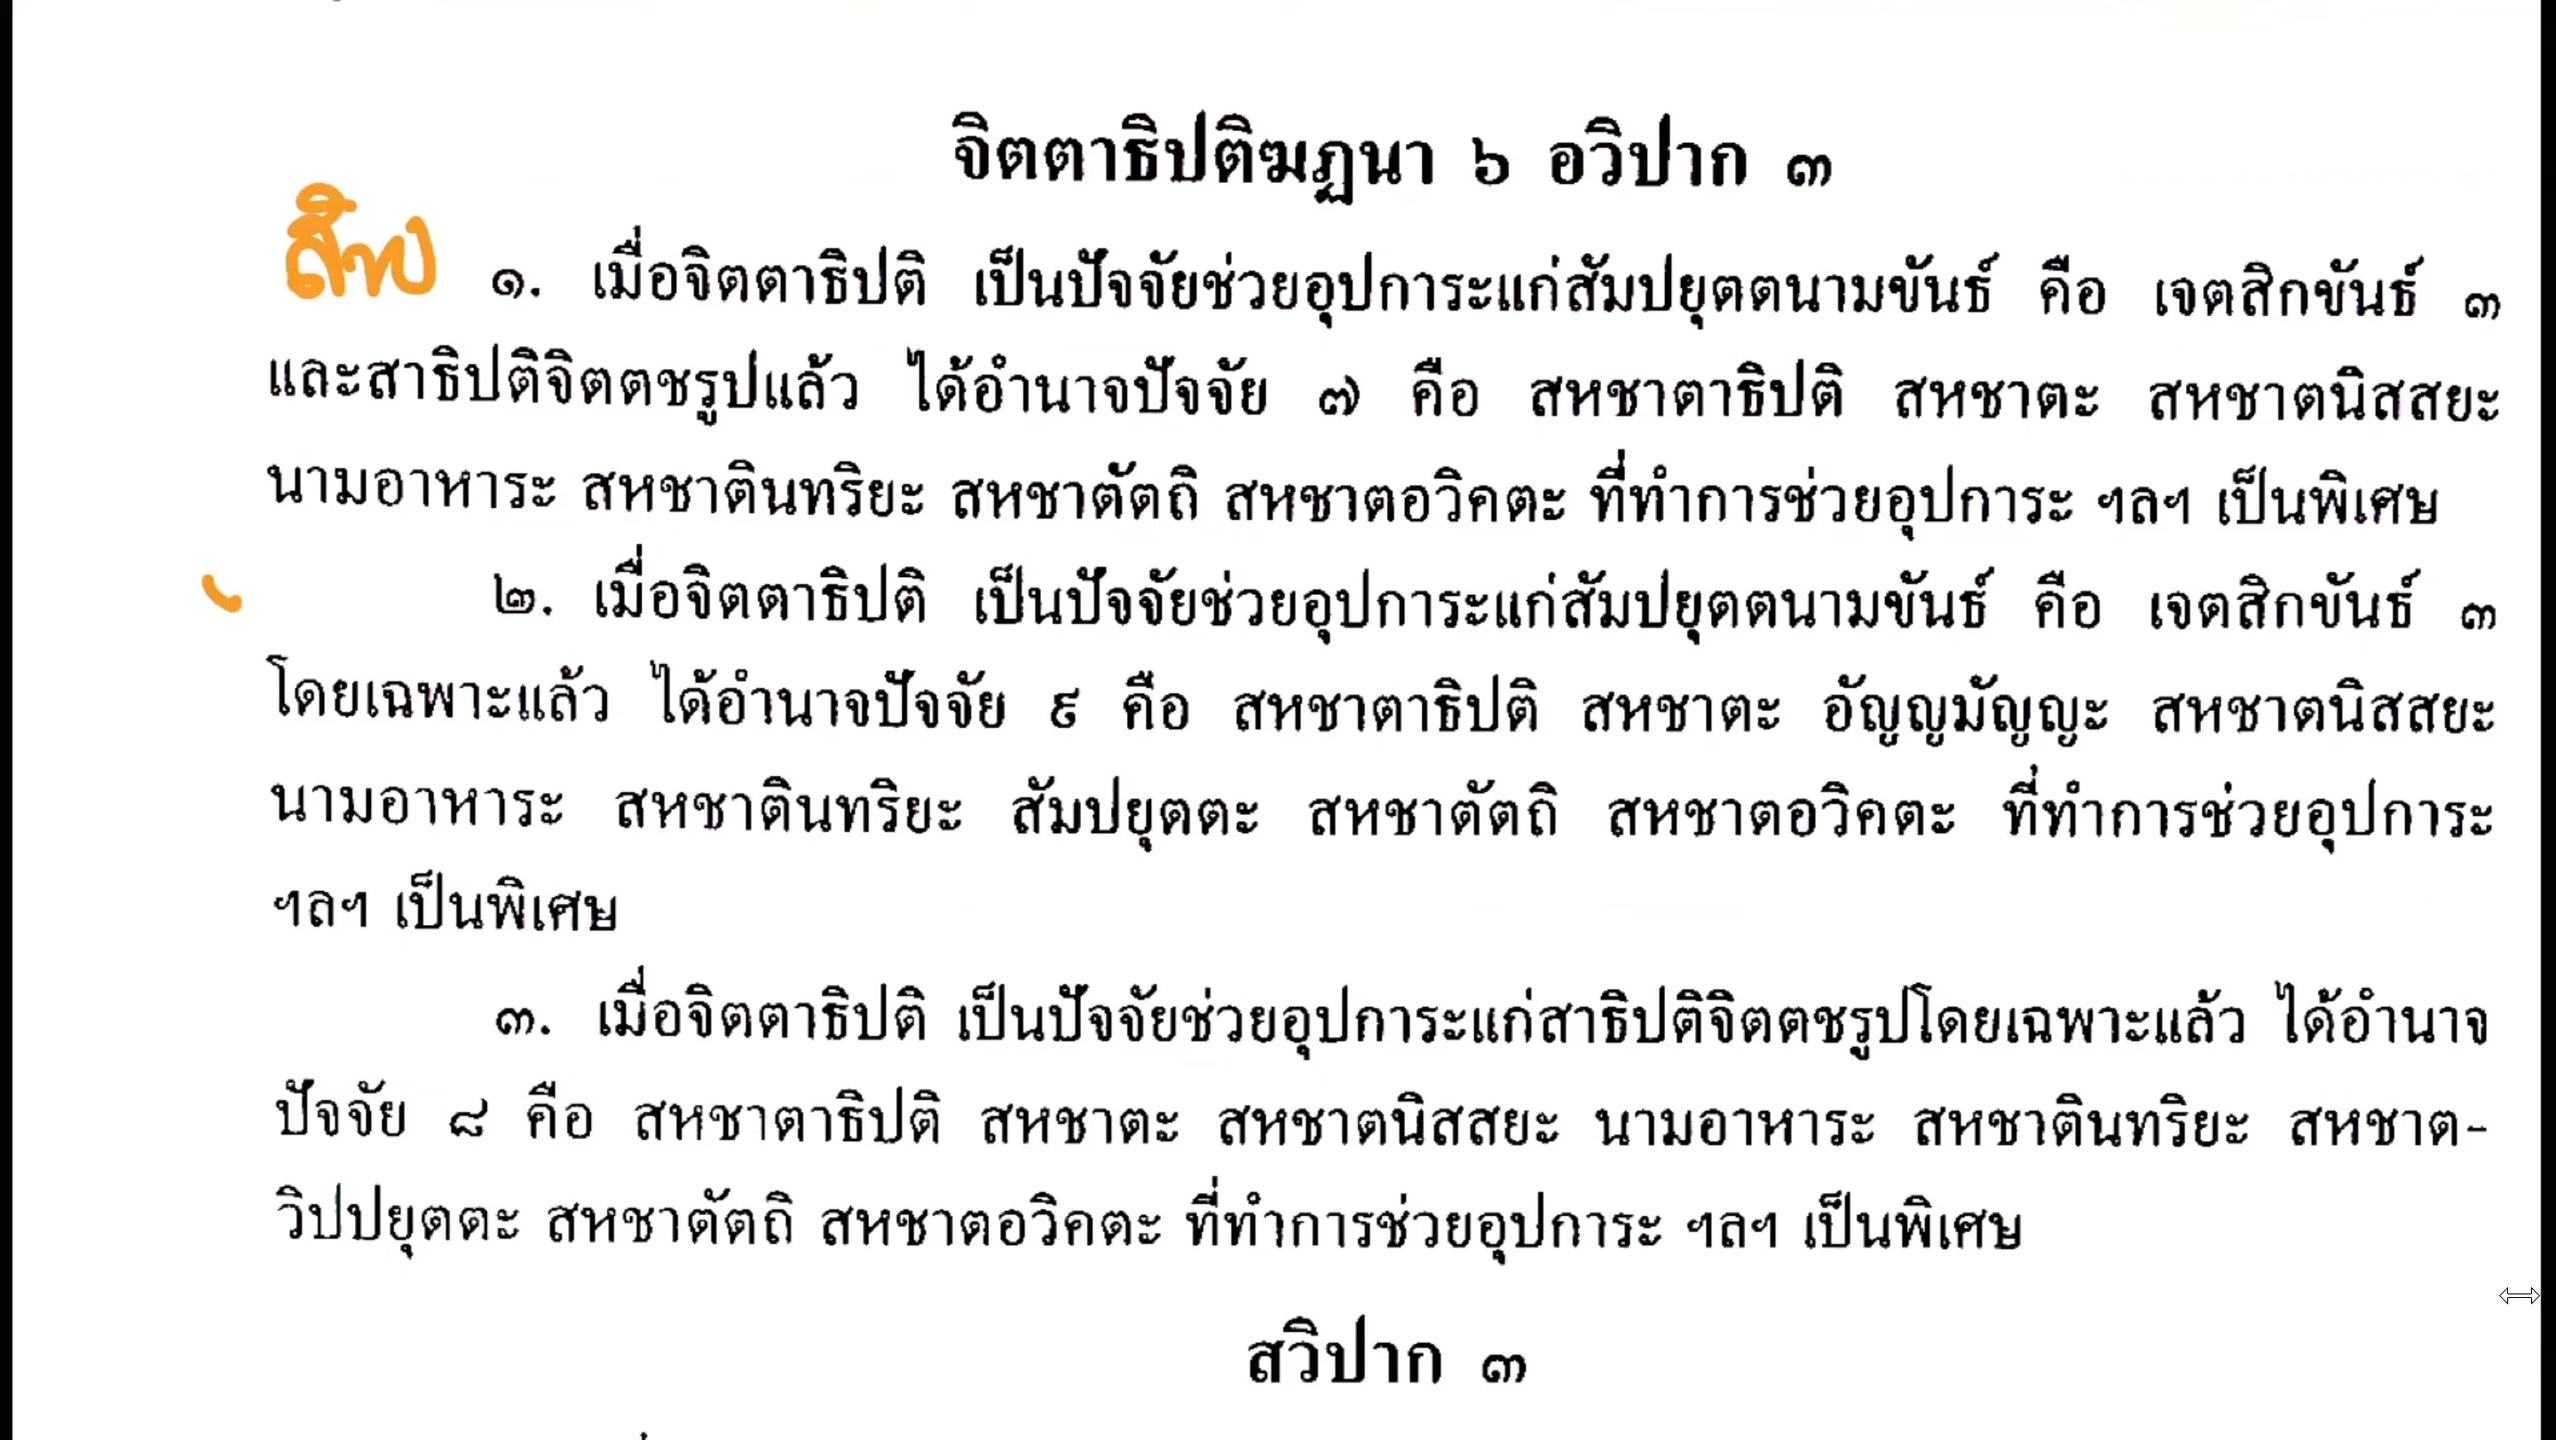 จิตตาธิปติฆฏนา ๖ อวิปาก ๓
๑. เมื่อจิตตาธิปติ เป็นปัจจัยช่วยอุปการะแก่สัมปยุตตนามขันธ์ คือ เจตสิกขันธ์ ๓
และสาธิปติจิตตชรูปแล้ว ได้อำนาจปัจจัย ๗ คือ สหชาตาธิปติ สหชาตะ สหชาตนิสสยะ
นามอาหาระ สหชาตินทริยะ สหชาตัตถิ สหชาตอวิคตะ ที่ทำการช่วยอุปการะ ฯลฯ เป็นพิเศษ
๒. เมื่อจิตตาธิปติ เป็นปัจจัยช่วยอุปการะแก่สัมปยุตตนามขันธ์ คือ เจตสิกขันธ์ ๓
โดยเฉพาะแล้ว ได้อำนาจปัจจัย ๙ คือ สหชาตาธิปติ สหชาตะ อัญญมัญญะ สหชาตนิสสยะ
นามอาหาระ สหชาตินทริยะ สัมปยุตตะ สหชาตัตถิ สหชาตอวิคตะ ที่ทำการช่วยอุปการะ
ฯลฯ เป็นพิเศษ
๓. เมื่อจิตตาธิปติ เป็นปัจจัยช่วยอุปการะแก่สาธิปติจิตตชรูปโดยเฉพาะแล้ว ได้อำนาจ
ปัจจัย ๘ คือ สหชาตาธิปติ สหชาตะ สหชาตนิสสยะ นามอาหาระ สหชาตินทริยะ สหชาต-
วิปปยุตตะ สหชาตัตถิ สหชาตอวิคตะ ที่ทำการช่วยอุปการะ ฯลฯ เป็นพิเศษ
สวิปาก ๓